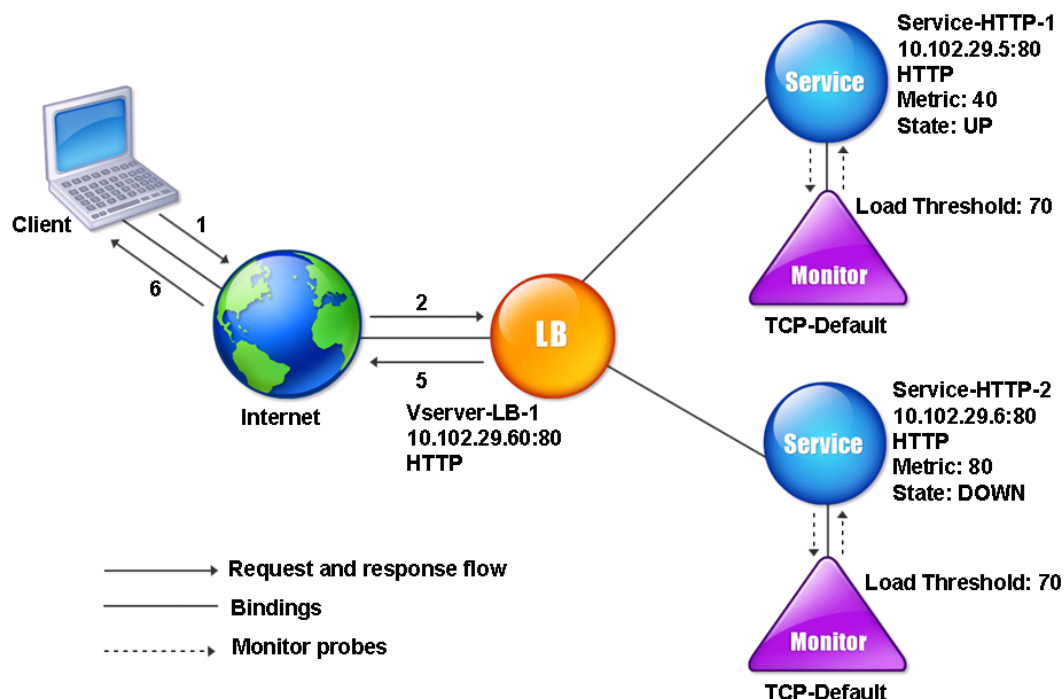 Service-HTTP-1
10.102.29.5:80
HTTP
Metric: 40
State: UP
Service
Load Threshold: 70
Monitor
TCP-Default
Client
1
6
Internet
2
5
LB
Vserver-LB-1
10.102.29.60:80
HTTP
Service-HTTP-2
10.102.29.6:80
HTTP
Metric: 80
State: DOWN
Service
Load Threshold: 70
Monitor
TCP-Default
Request and response flow
Bindings
Monitor probes